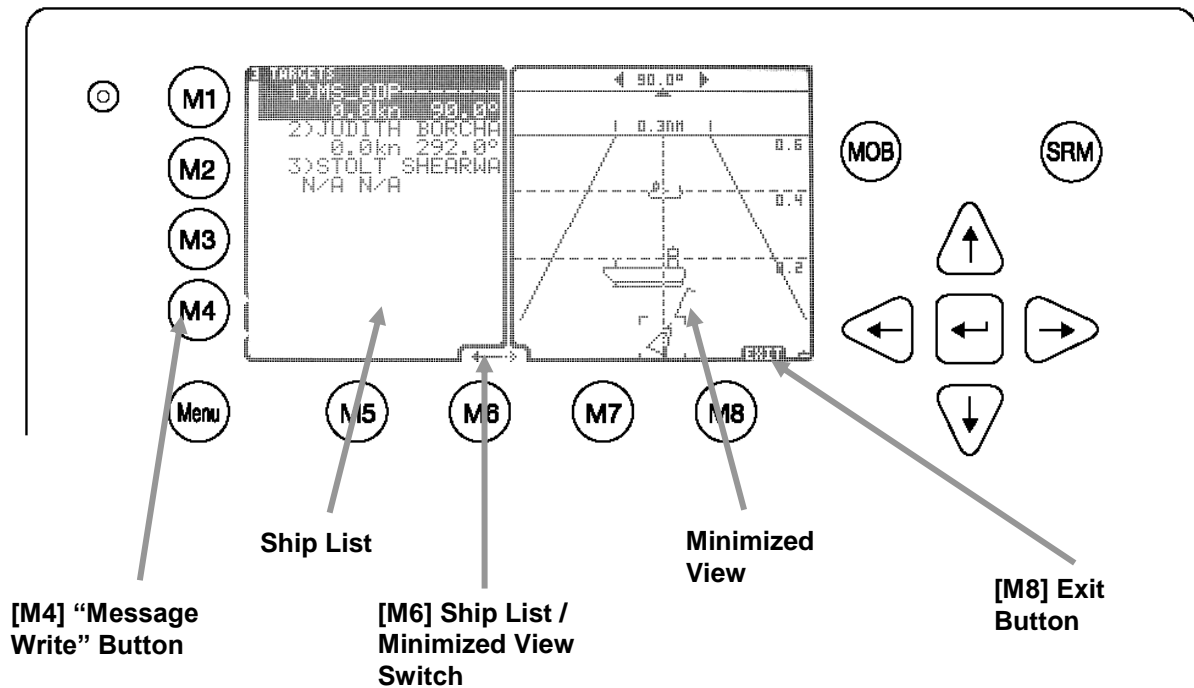 3 TARGETS
1)MS GDP
0.0kn 90.0°
2)JUDITH BORCHA
0.0kn 292.0°
3)STOLT SHEARWA
N/A N/A
90.0°
0.3nM
0.6
0.4
0.2
EXIT
M1
M2
M3
M4
Menu
M5
M6
M7
M8
MOB
SRM
Ship List
Minimized
View
[M4] “Message
Write” Button
[M6] Ship List /
Minimized View
Switch
[M8] Exit
Button